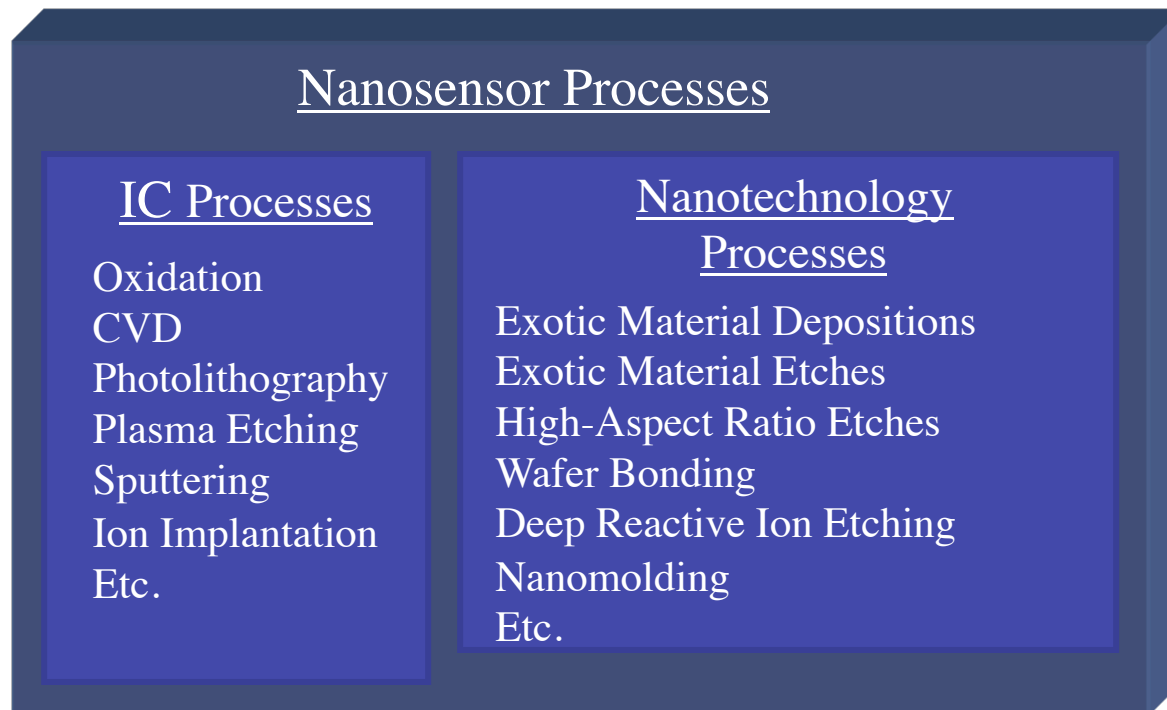 Nanosensor Processes
IC Processes
Oxidation
CVD
Photolithography
Plasma Etching
Sputtering
Ion Implantation
Etc.
Nanotechnology
Processes
Exotic Material Depositions
Exotic Material Etches
High-Aspect Ratio Etches
Wafer Bonding
Deep Reactive Ion Etching
Nanomolding
Etc.